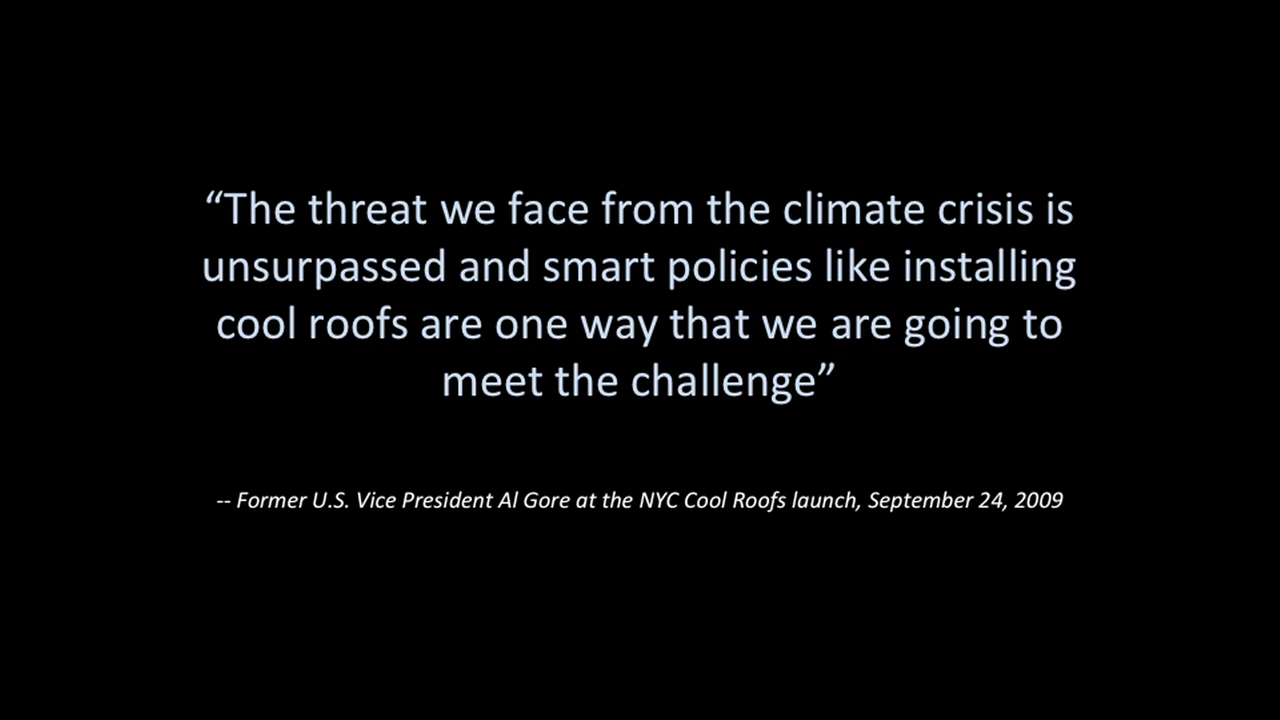 “The threat we face from the climate crisis is
unsurpassed and smart policies like installing
cool roofs are one way that we are going to
meet the challenge”
-- Former U.S. Vice President Al Gore at the NYC Cool Roofs launch, September 24, 2009